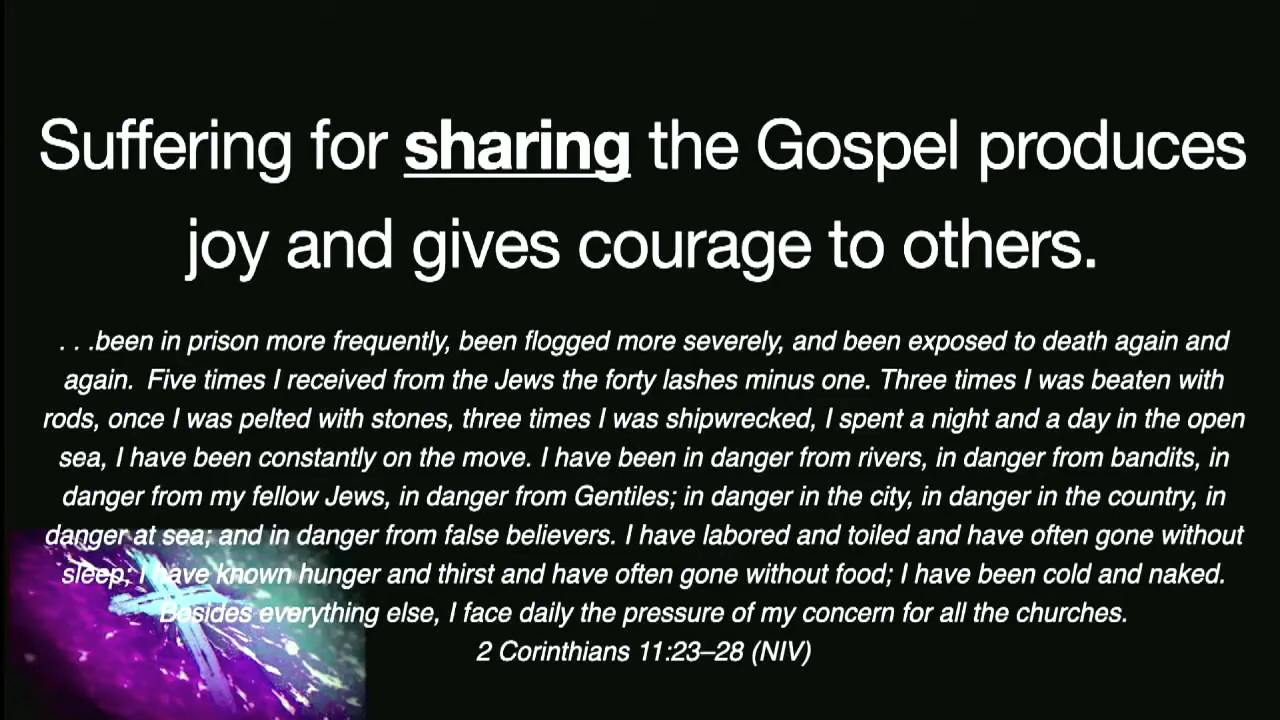 Suffering for sharing the Gospel produces
joy and gives courage to others.
. . .been in prison more frequently, been flogged more severely, and been exposed to death again and
again.  Five times I received from the Jews the forty lashes minus one. Three times I was beaten with
rods, once I was pelted with stones, three times I was shipwrecked, I spent a night and a day in the open
sea, I have been constantly on the move. I have been in danger from rivers, in danger from bandits, in
danger from my fellow Jews, in danger from Gentiles; in danger in the city, in danger in the country, in
danger at sea; and in danger from false believers. I have labored and toiled and have often gone without
sleep; I have known hunger and thirst and have often gone without food; I have been cold and naked.
Besides everything else, I face daily the pressure of my concern for all the churches.
2 Corinthians 11:23–28 (NIV)